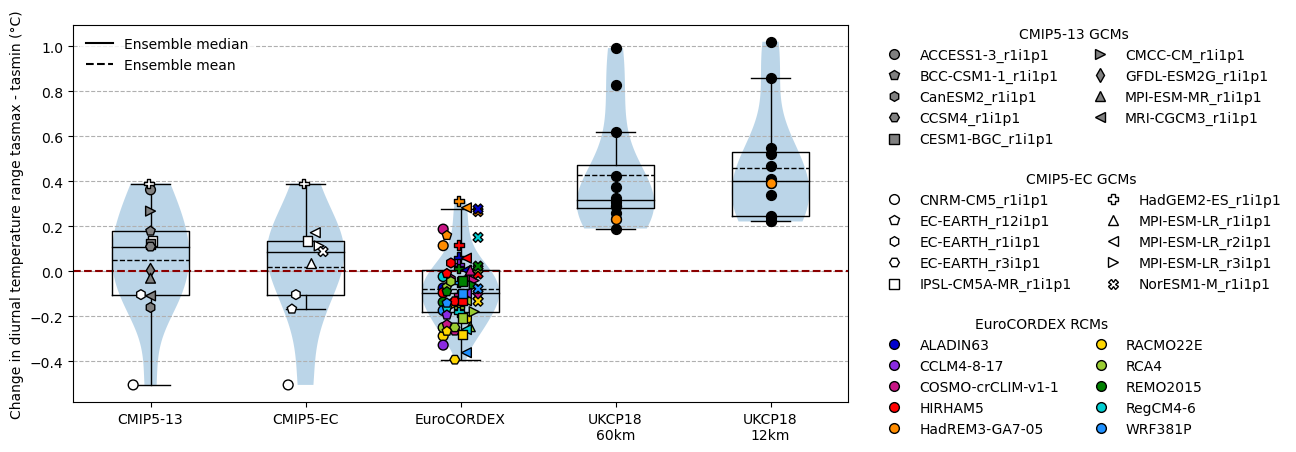 Change in diurnal temperature range tasmax - tasmin (°C)
1.0
0.8
0.6
0.4
0.2
0.0
−0.2
−0.4
Ensemble median
Ensemble mean
CMIP5-13
CMIP5-EC
EuroCORDEX
UKCP18
60km
UKCP18
12km
CMIP5-13 GCMs
ACCESS1-3_r1i1p1
BCC-CSM1-1_r1i1p1
CanESM2_r1i1p1
CCSM4_r1i1p1
CESM1-BGC_r1i1p1
CMCC-CM_r1i1p1
GFDL-ESM2G_r1i1p1
MPI-ESM-MR_r1i1p1
MRI-CGCM3_r1i1p1
CMIP5-EC GCMs
CNRM-CM5_r1i1p1
EC-EARTH_r12i1p1
EC-EARTH_r1i1p1
EC-EARTH_r3i1p1
IPSL-CM5A-MR_r1i1p1
HadGEM2-ES_r1i1p1
MPI-ESM-LR_r1i1p1
MPI-ESM-LR_r2i1p1
MPI-ESM-LR_r3i1p1
NorESM1-M_r1i1p1
EuroCORDEX RCMs
ALADIN63
CCLM4-8-17
COSMO-crCLIM-v1-1
HIRHAM5
HadREM3-GA7-05
RACMO22E
RCA4
REMO2015
RegCM4-6
WRF381P